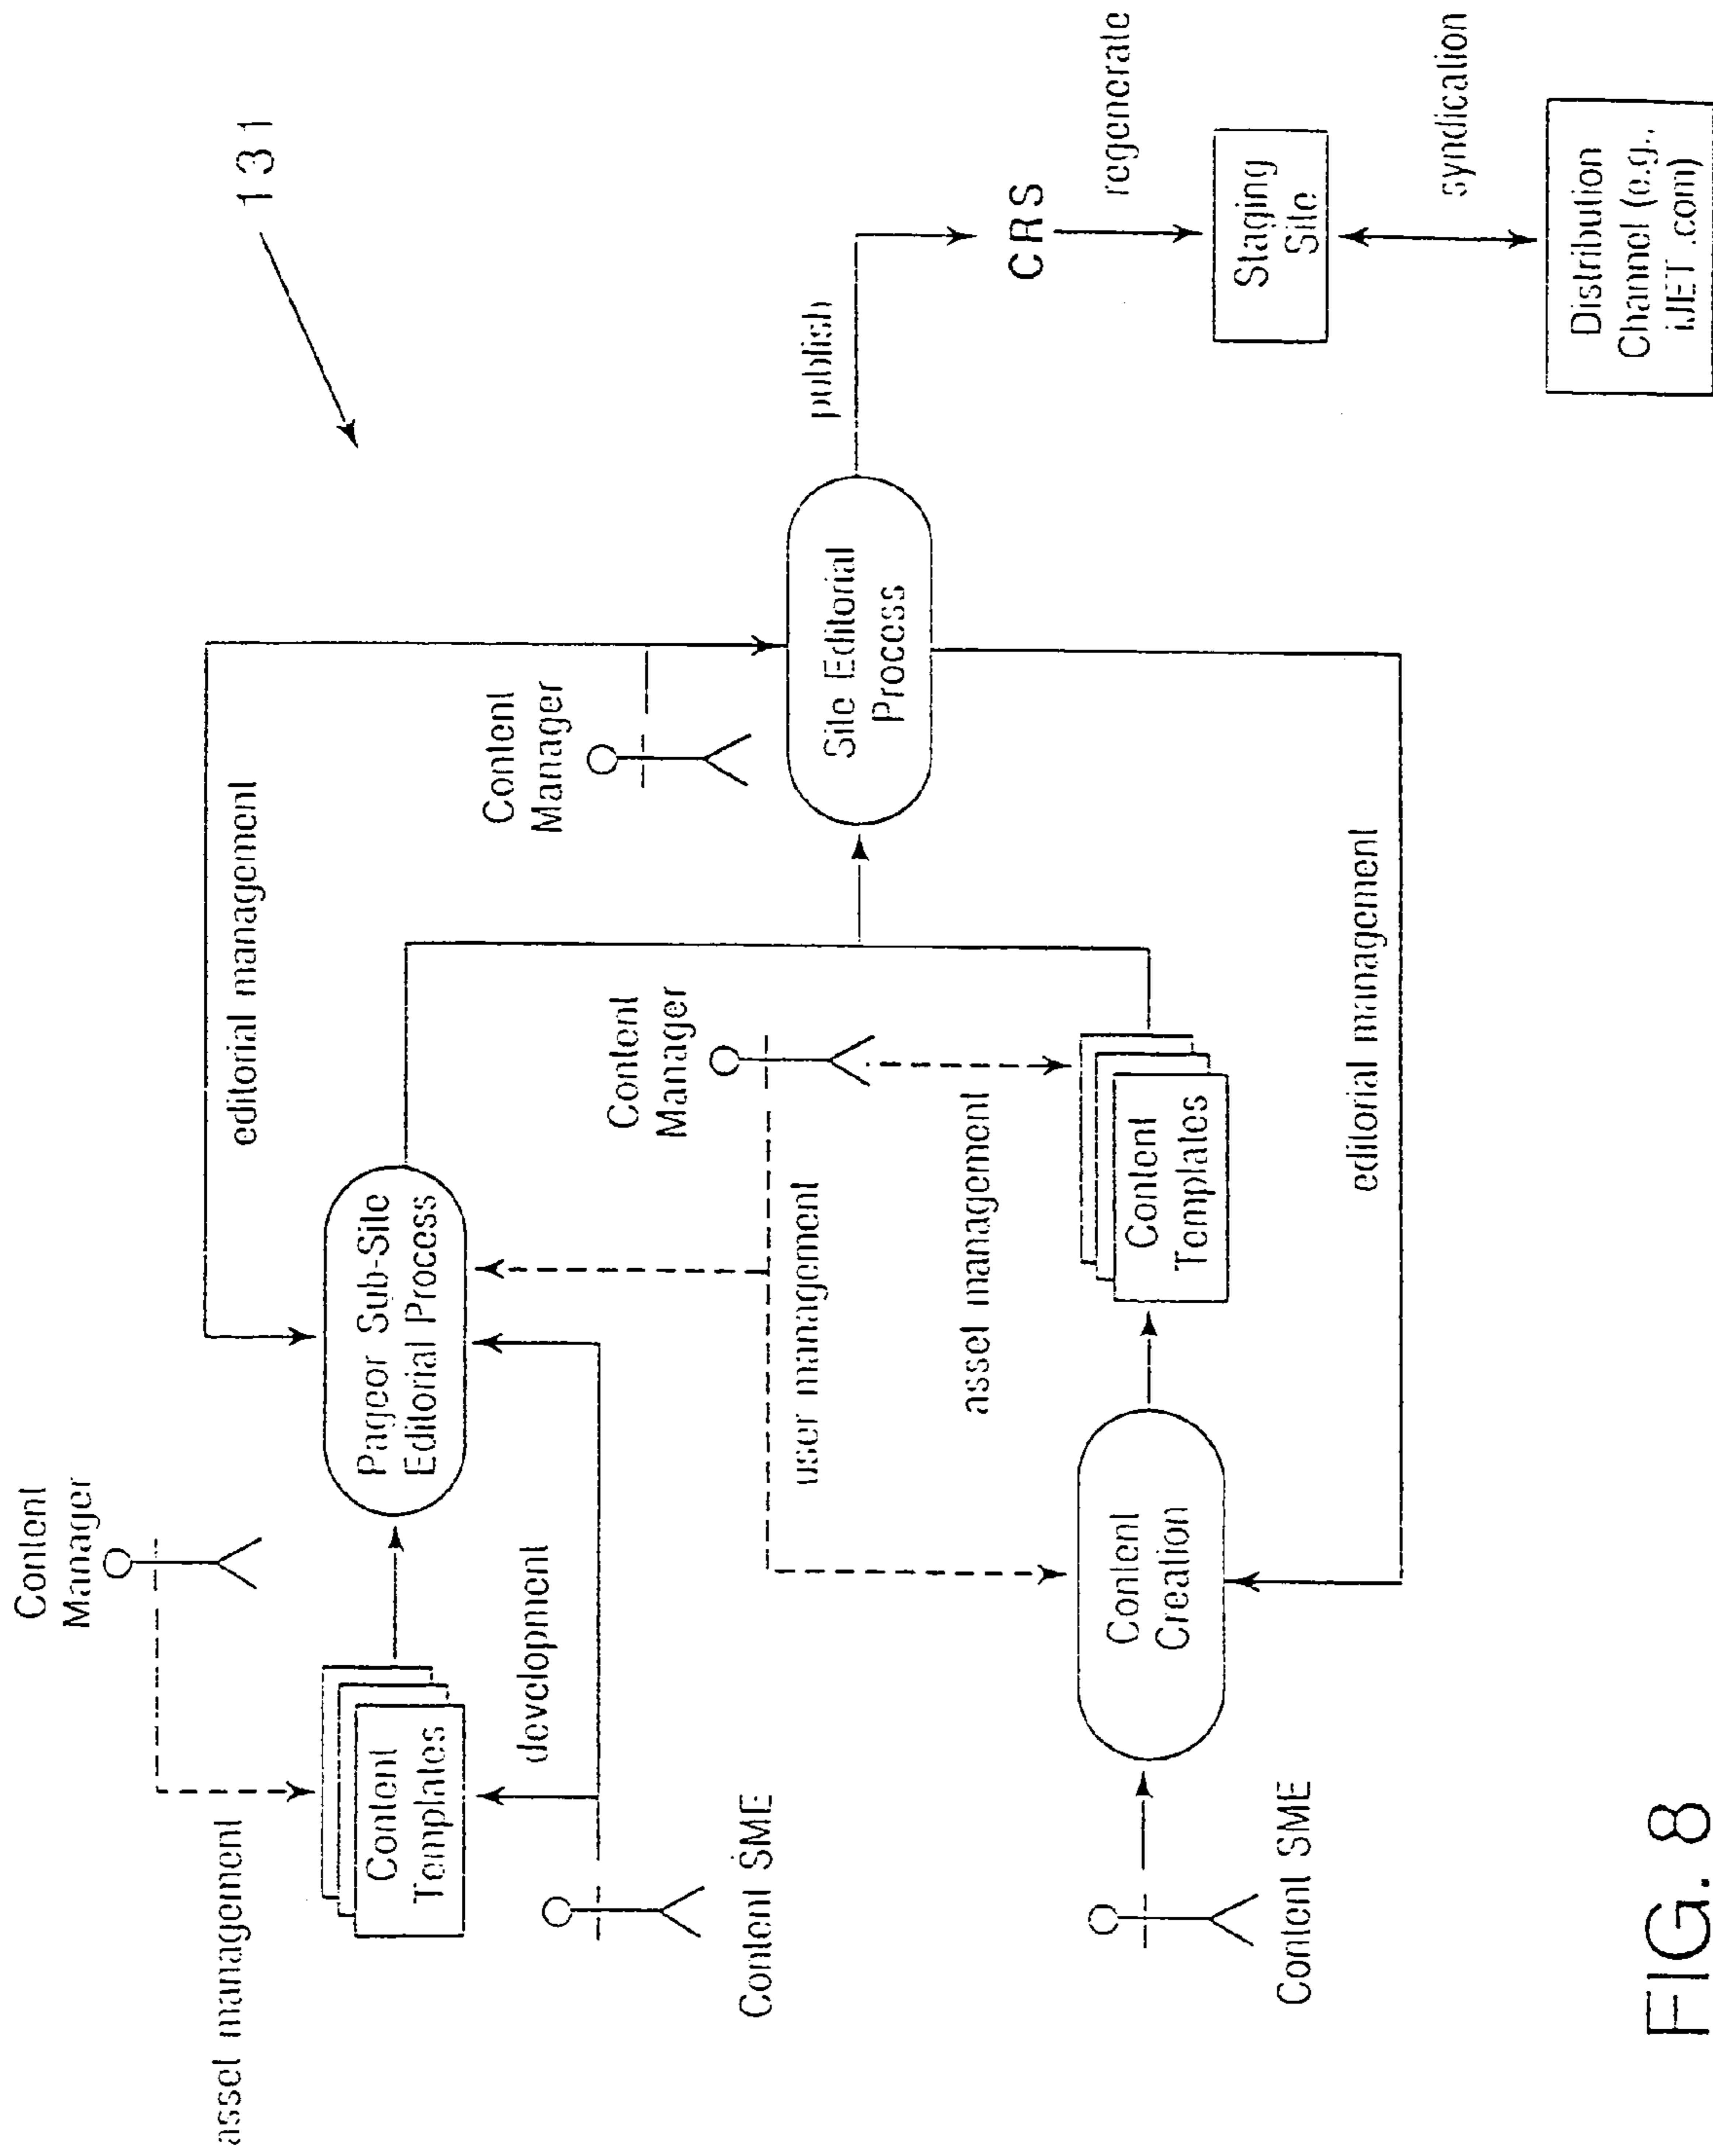 131
Content
Manager
asset management
Content
Templates
development
Content SME
Pageor Sub-Site
Editorial Process
editorial management
Content
Manager
Site Editorial
Process
publish
CRS
regenerate
Staging
Site
syndication
Distribution
Channel (e.g.,
iJET .com)
Content
Manager
user management
asset management
Content
Templates
Content
Creation
Content SME
editorial management
FIG. 8